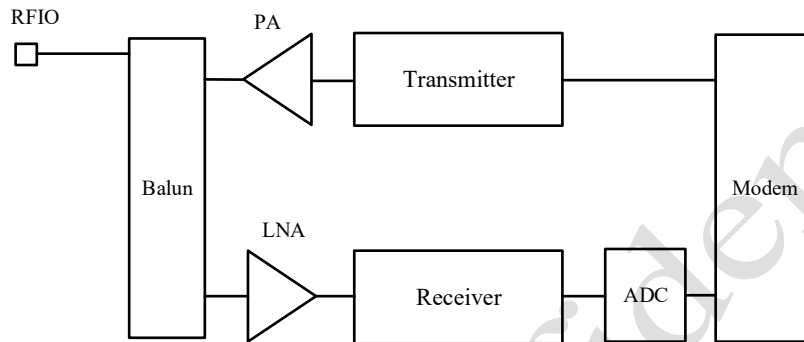 RFIO
PA
Transmitter
Balun
Modem
LNA
Receiver
ADC